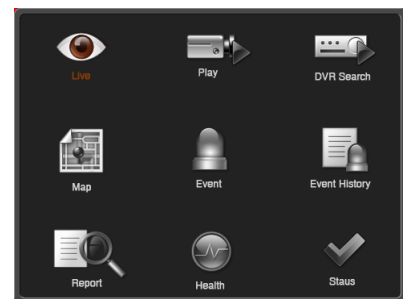 Live
Play
DVR Search
Map
Event
Event History
Report
Health
Staus